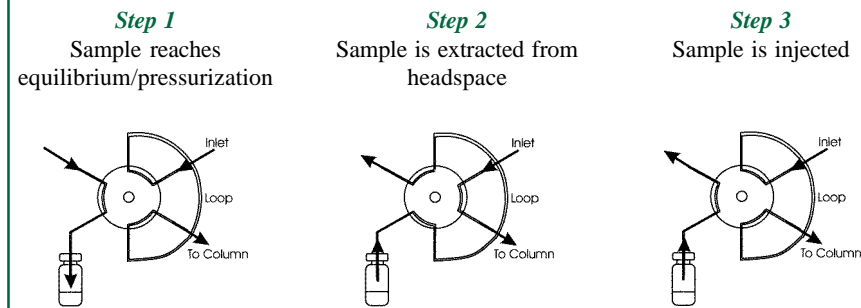 Step 1
Sample reaches
equilibrium/pressurization
Inlet
Loop
To Column
Step 2
Sample is extracted from
headspace
Inlet
Loop
To Column
Step 3
Sample is injected
Inlet
Loop
To Column